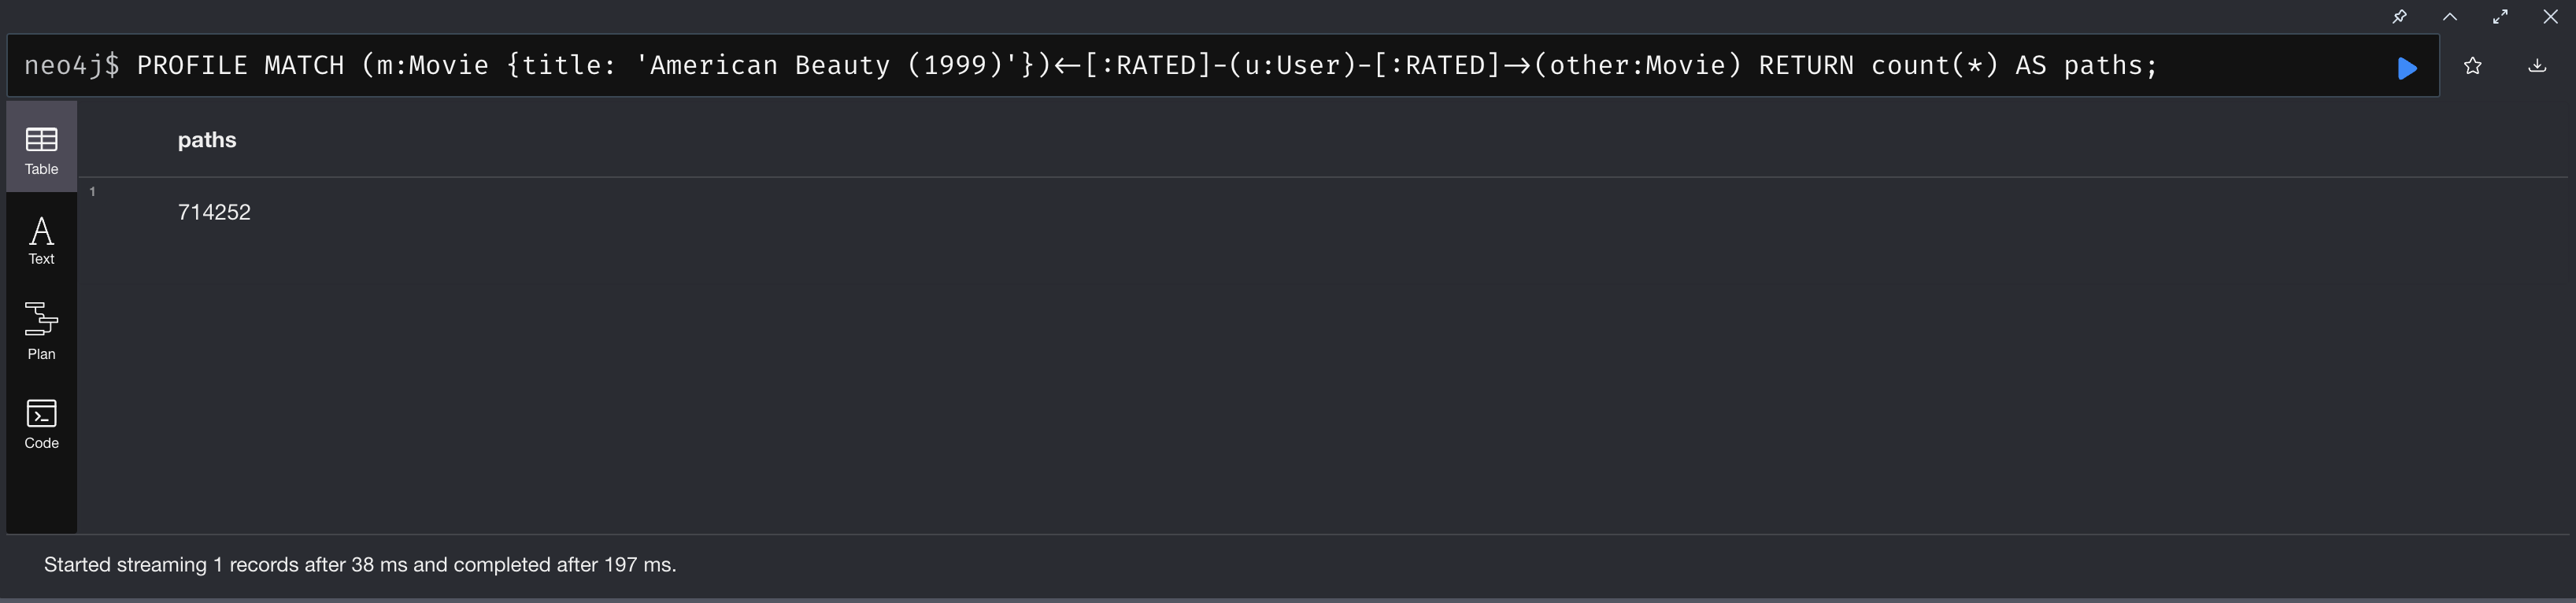 neo4j$ PROFILE MATCH (m:Movie {title: 'American Beauty (1999)'})<-[:RATED]-(u:User)-[:RATED]->(other:Movie) RETURN count(*) AS paths;
paths
Table
1
714252
Text
Plan
Code
Started streaming 1 records after 38 ms and completed after 197 ms.